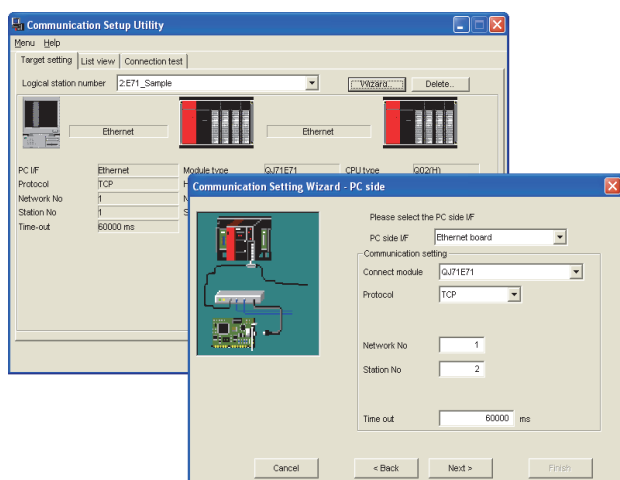 Communication Setup Utility
Menu Help
Target setting List view Connection test
Logical station number 2:E71_Sample Wizard... Delete...
Ethernet Ethernet
PC I/F Ethernet Module type QJ71E71 CPU type Q02(H)
Protocol TCP
Network No 1
Station No 1
Time-out 60000 ms
Communication Setting Wizard - PC side
Please select the PC side I/F
PC side I/F Ethernet board
Communication setting
Connect module QJ71E71
Protocol TCP
Network No 1
Station No 2
Time out 60000 ms
Cancel < Back Next > Finish